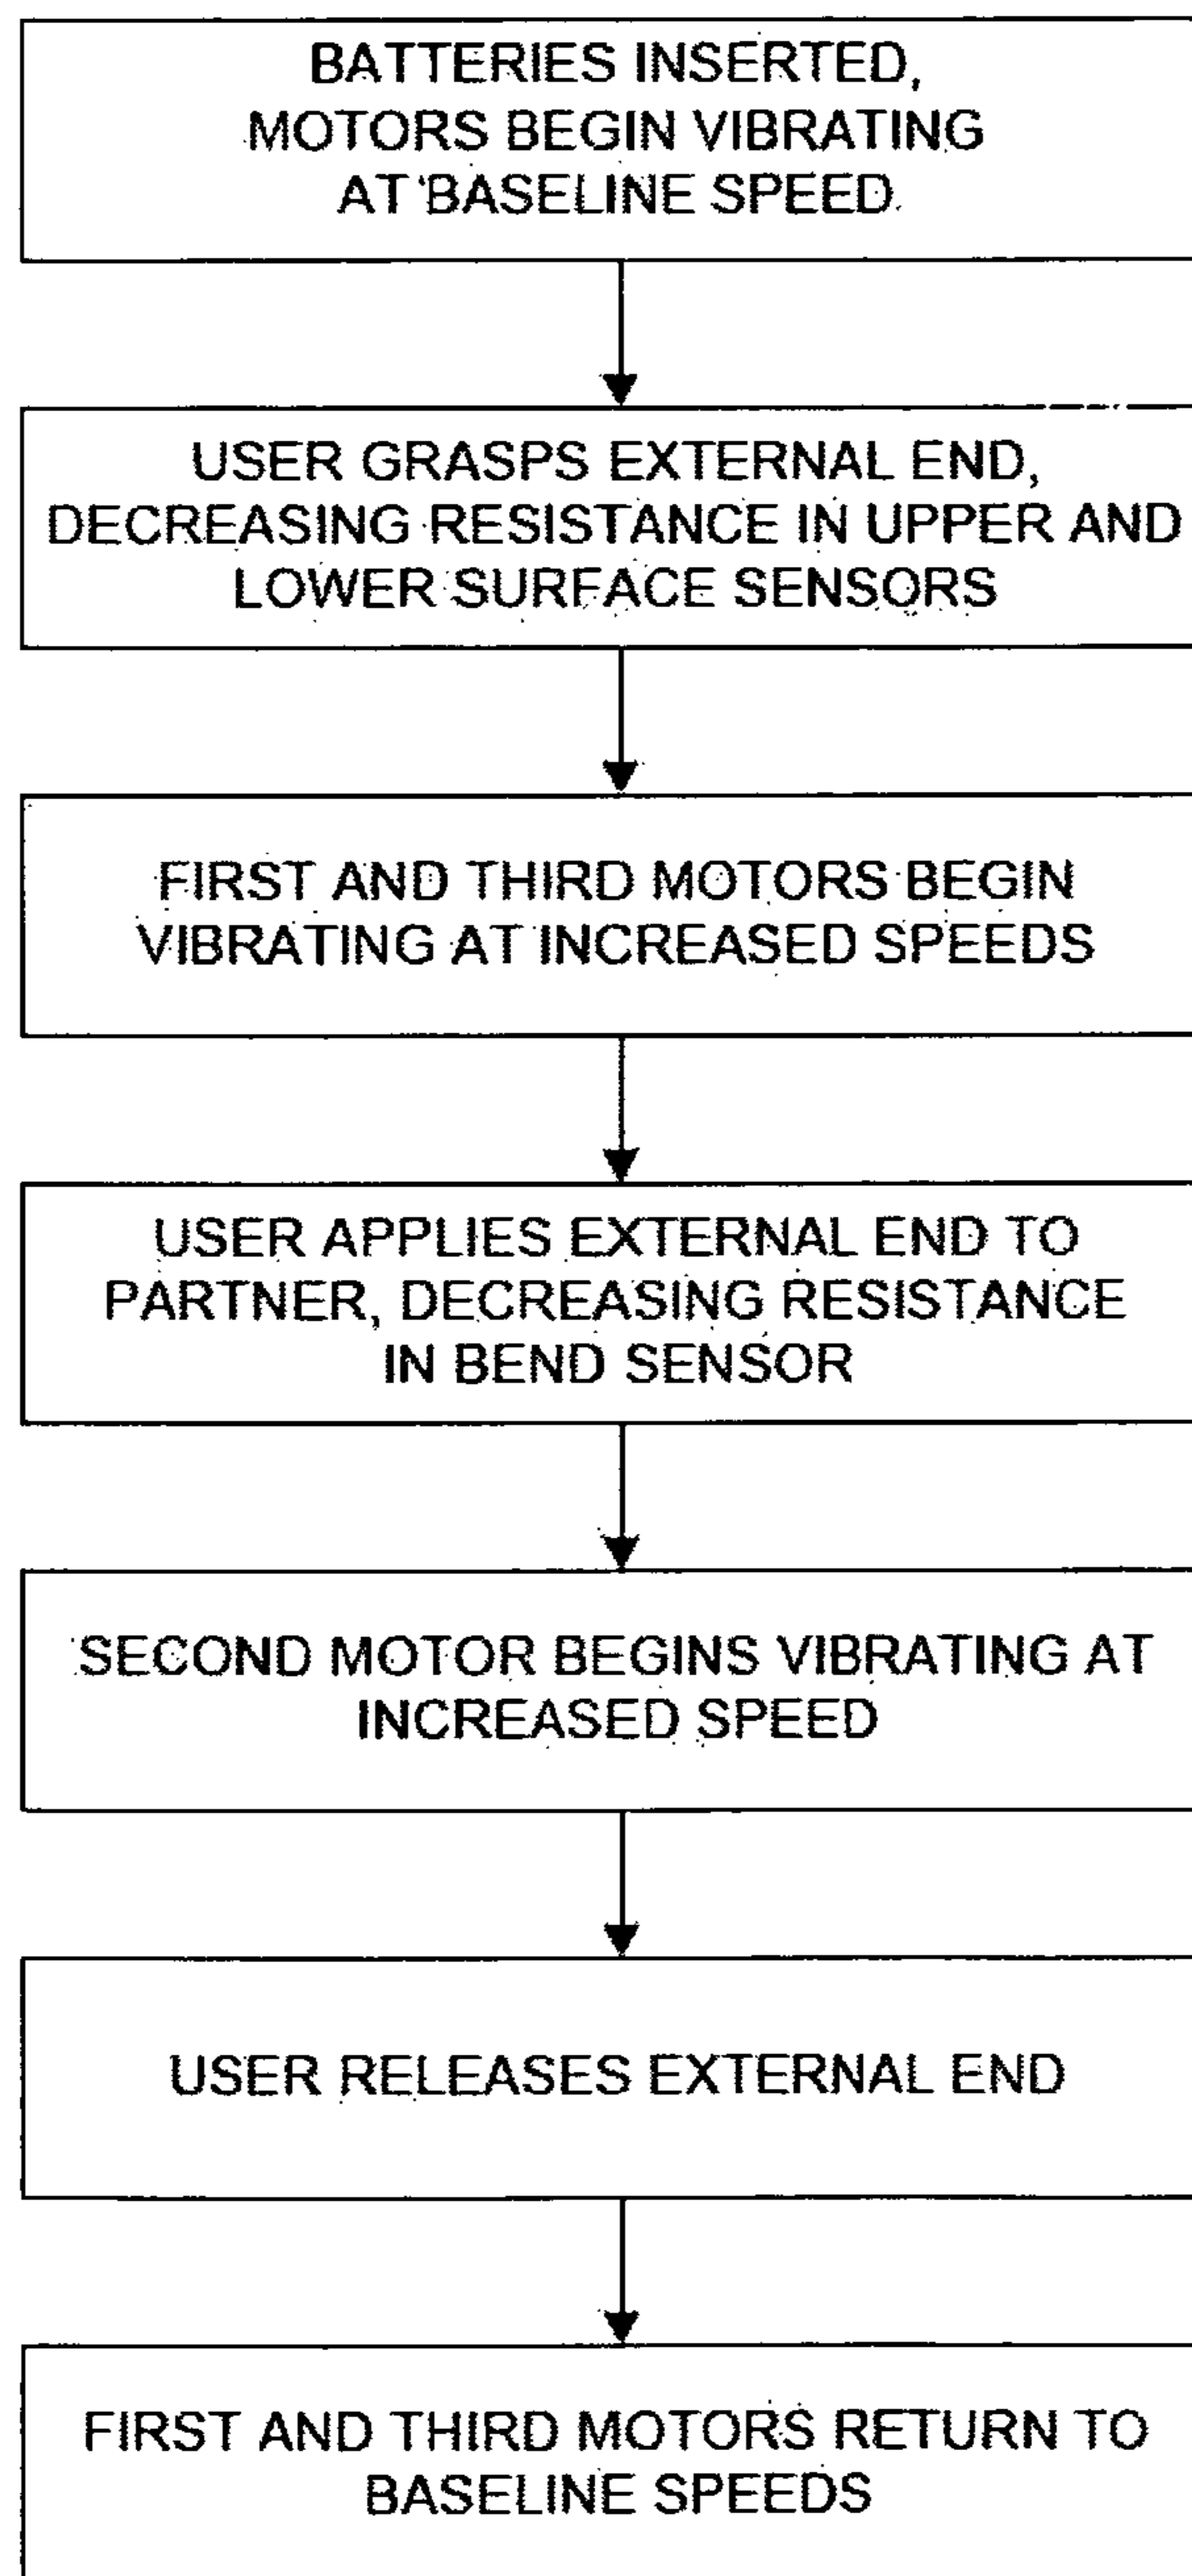 BATTERIES INSERTED,
MOTORS BEGIN VIBRATING
AT BASELINE SPEED
USER GRASPS EXTERNAL END,
DECREASING RESISTANCE IN UPPER AND
LOWER SURFACE SENSORS
FIRST AND THIRD MOTORS BEGIN
VIBRATING AT INCREASED SPEEDS
USER APPLIES EXTERNAL END TO
PARTNER, DECREASING RESISTANCE
IN BEND SENSOR
SECOND MOTOR BEGINS VIBRATING AT
INCREASED SPEED
USER RELEASES EXTERNAL END
FIRST AND THIRD MOTORS RETURN TO
BASELINE SPEEDS